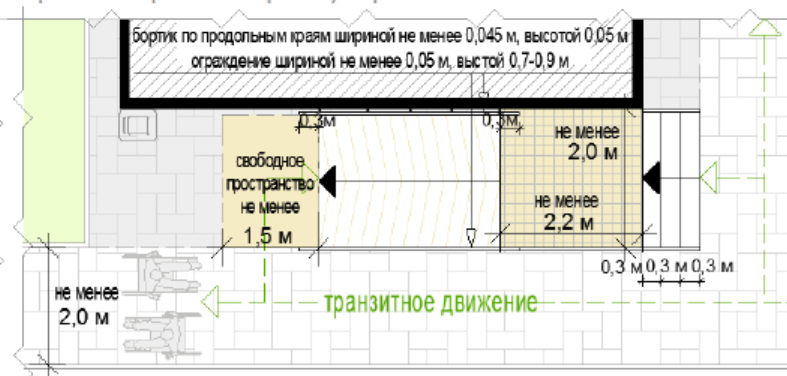 бортик по продольным краям шириной не менее 0,045 м, высотой 0,05 м
ограждение шириной не менее 0,05 м, выстой 0,7-0,9 м
0,3м
0,3м
не менее
2,0 м
свободное
пространство
не менее
1,5 м
не менее
2,2 м
0,3 м 0,3 м 0,3 м
не менее
2,0 м
транзитное движение